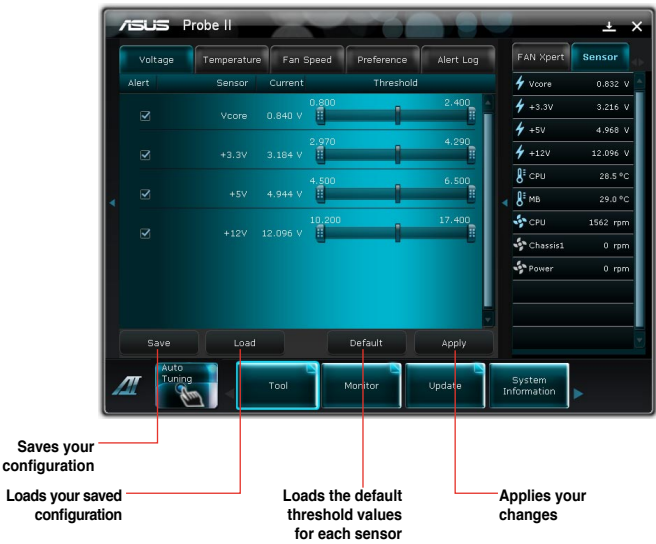 ASUS Probe II
Voltage Temperature Fan Speed Preference Alert Log
Alert Sensor Current Threshold
Vcore 0.840 V 0.800 2.400
+3.3V 3.184 V 2.970 4.290
+5V 4.944 V 4.500 6.500
+12V 12.096 V 10.200 17.400
Save Load Default Apply
FAN Xpert Sensor
Vcore 0.832 V
+3.3V 3.216 V
+5V 4.968 V
+12V 12.096 V
CPU 28.5 °C
MB 29.0 °C
CPU 1562 rpm
Chassis1 0 rpm
Power 0 rpm
AI
Auto
Tuning
Tool
Monitor
Update
System
Information
Saves your
configuration
Loads your saved
configuration
Loads the default
threshold values
for each sensor
Applies your
changes